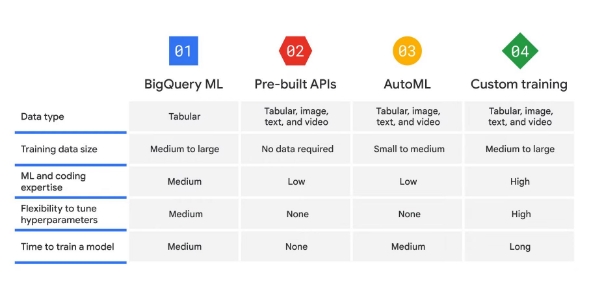 01 02 03 04
BigQuery ML Pre-built APIs AutoML Custom training
Data type Tabular Tabular, image, text, and video Tabular, image, text, and video Tabular, image, text, and video
Training data size Medium to large No data required Small to medium Medium to large
ML and coding expertise Medium Low Low High
Flexibility to tune hyperparameters Medium None None High
Time to train a model Medium None Medium Long